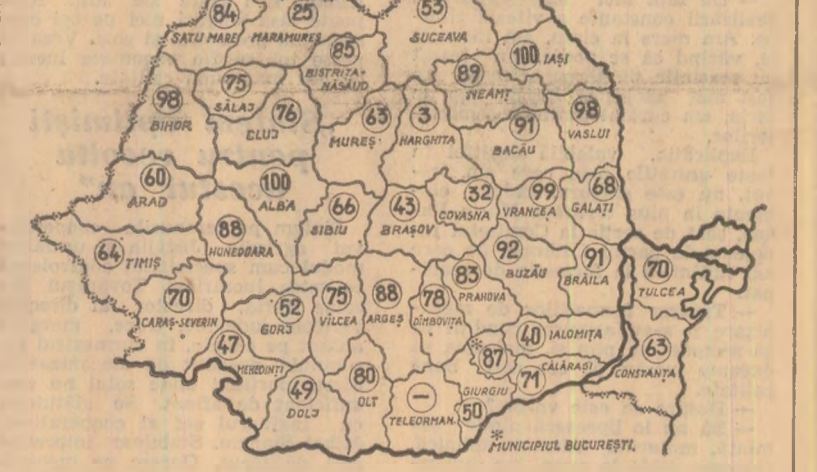 84
SATU MARE
25
MARAMUREȘ
53
SUCEAVA
85
BISTRIȚA-
NĂSĂUD
100 IAȘI
89
NEAMȚ
98
BIHOR
75
SĂLAJ
76
CLUJ
63
MUREȘ
3
HARGHITA
91
BACĂU
98
VASLUI
60
ARAD
100
ALBA
66
SIBIU
43
BRAȘOV
32
COVASNA
99
VRANCEA
68
GALAȚI
64 TIMIȘ
88
HUNEDOARA
92
BUZĂU
91
BRĂILA
70
TULCEA
70
CARAȘ-SEVERIN
52
GORJ
75
VÎLCEA
88
ARGEȘ
78
DÎMBOVIȚA
83
PRAHOVA
47
MEHEDINȚI
40 IALOMIȚA
*
87
CĂLĂRAȘI
71
63
CONSTANȚA
49
DOLJ
80
OLT
—
TELEORMAN
GIURGIU
50
*MUNICIPIUL BUCUREȘTI.